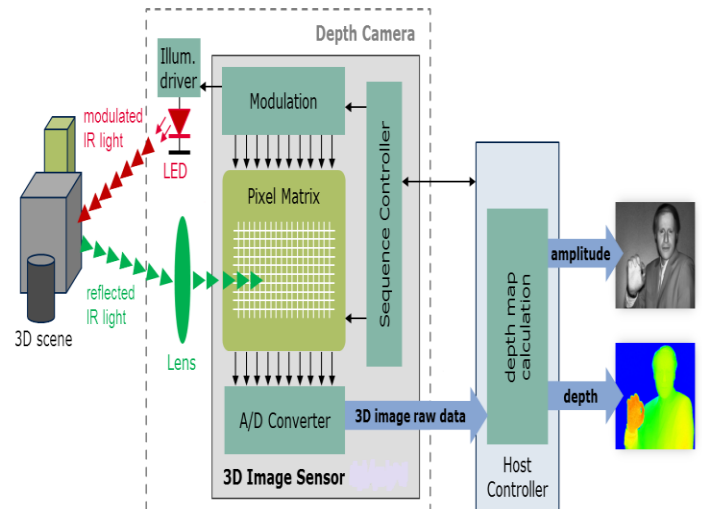 Depth Camera
Illum.
driver
modulated
IR light
LED
Modulation
Sequence Controller
Pixel Matrix
reflected
IR light
3D scene
Lens
A/D Converter
3D Image Sensor
3D image raw data
depth map
calculation
amplitude
depth
Host
Controller